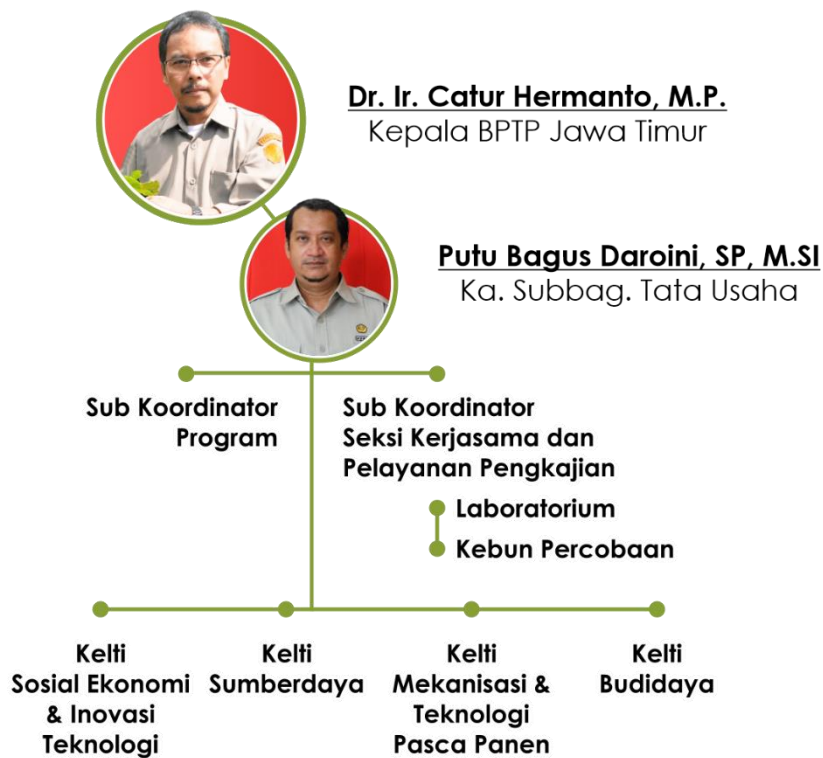 Dr. Ir. Catur Hermanto, M.P.
Kepala BPTP Jawa Timur
Putu Bagus Daroini, SP, M.SI
Ka. Subbag. Tata Usaha
Sub Koordinator
Program
Sub Koordinator
Seksi Kerjasama dan
Pelayanan Pengkajian
Laboratorium
Kebun Percobaan
Kelti
Sosial Ekonomi
& Inovasi
Teknologi
Kelti
Sumberdaya
Kelti
Mekanisasi &
Teknologi
Pasca Panen
Kelti
Budidaya